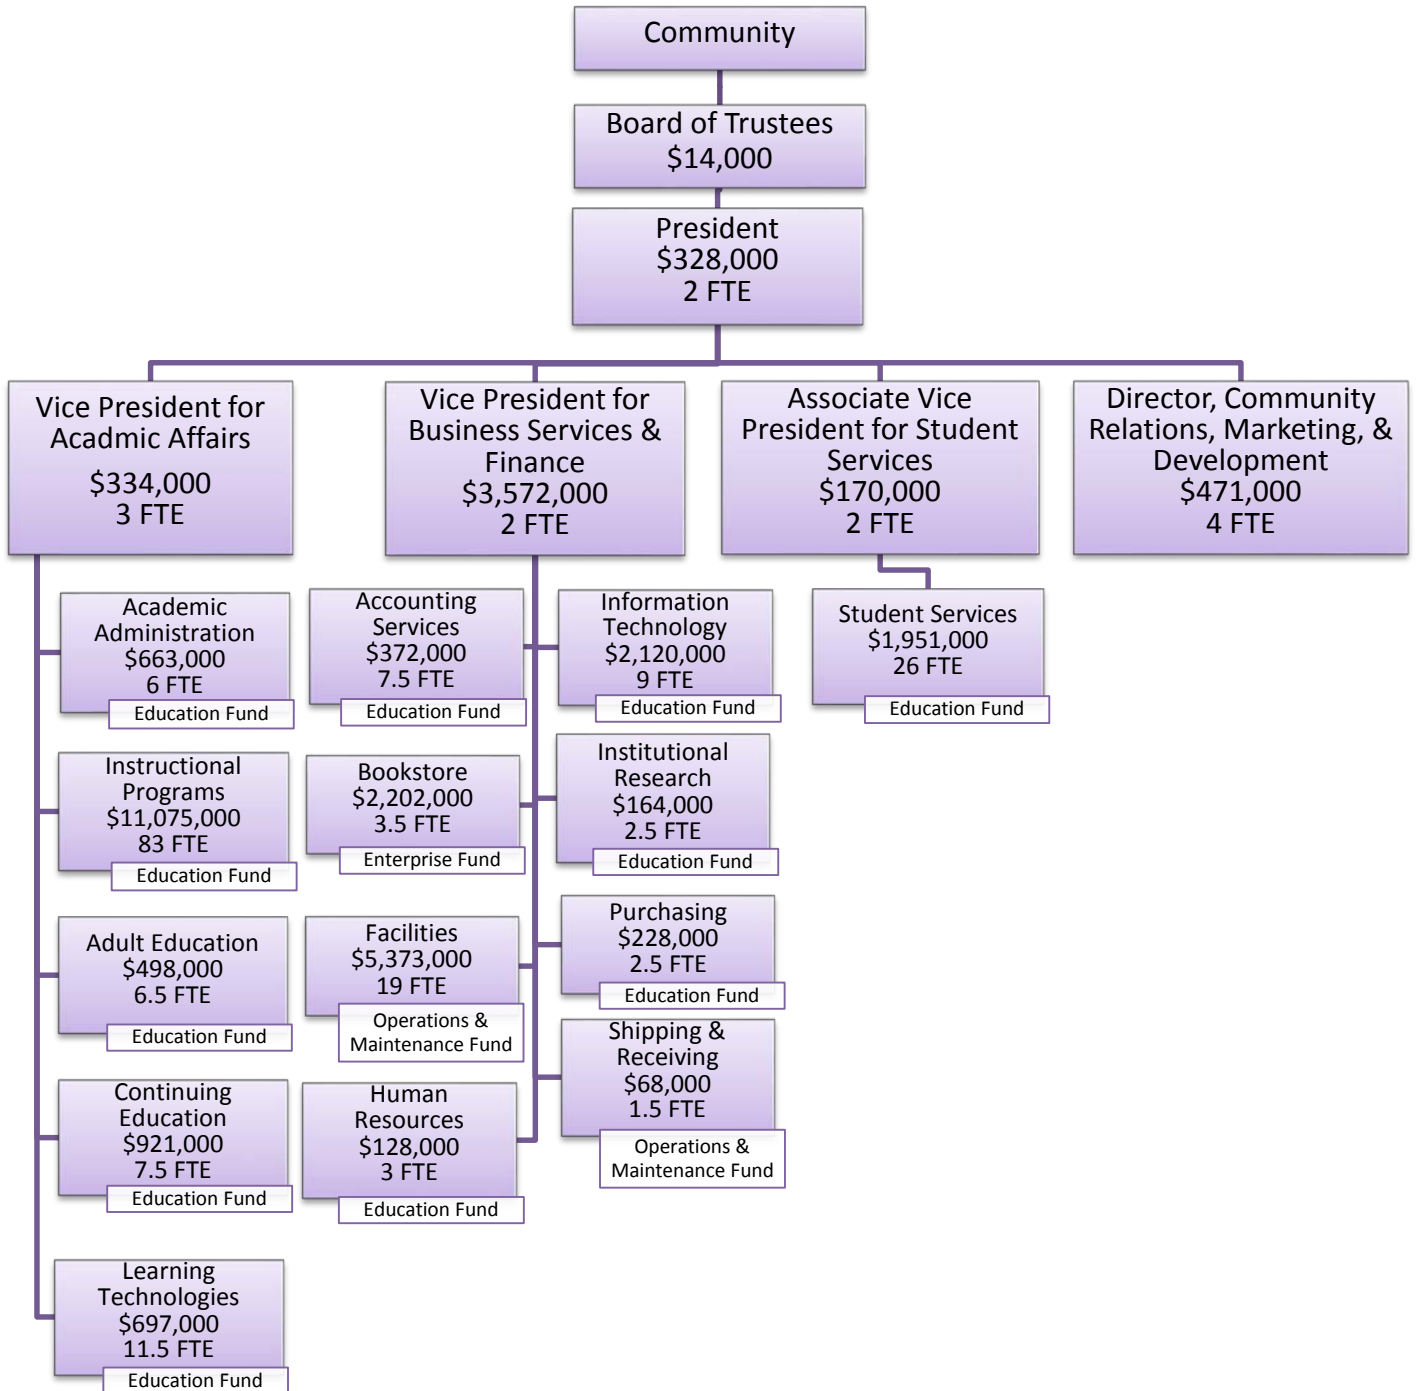 Community
Board of Trustees
$14,000
President
$328,000
2 FTE
Vice President for
Acadmic Affairs
$334,000
3 FTE
Vice President for
Business Services &
Finance
$3,572,000
2 FTE
Associate Vice
President for Student
Services
$170,000
2 FTE
Director, Community
Relations, Marketing, &
Development
$471,000
4 FTE
Academic
Administration
$663,000
6 FTE
Education Fund
Instructional
Programs
$11,075,000
83 FTE
Education Fund
Adult Education
$498,000
6.5 FTE
Education Fund
Continuing
Education
$921,000
7.5 FTE
Education Fund
Learning
Technologies
$697,000
11.5 FTE
Education Fund
Accounting
Services
$372,000
7.5 FTE
Education Fund
Bookstore
$2,202,000
3.5 FTE
Enterprise Fund
Facilities
$5,373,000
19 FTE
Operations &
Maintenance Fund
Human
Resources
$128,000
3 FTE
Education Fund
Information
Technology
$2,120,000
9 FTE
Education Fund
Institutional
Research
$164,000
2.5 FTE
Education Fund
Purchasing
$228,000
2.5 FTE
Education Fund
Shipping &
Receiving
$68,000
1.5 FTE
Operations &
Maintenance Fund
Student Services
$1,951,000
26 FTE
Education Fund